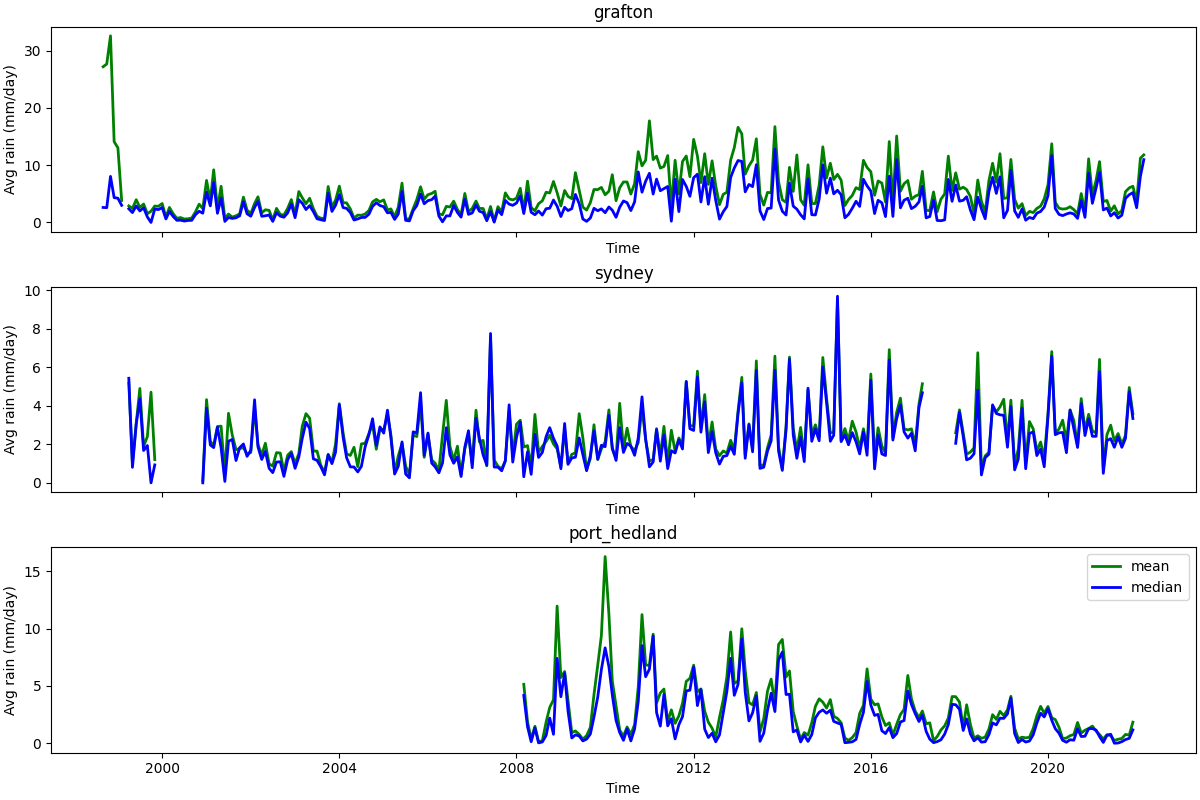 grafton
30
20
10
0
Avg rain (mm/day)
Time
sydney
10
8
6
4
2
0
Avg rain (mm/day)
Time
port_hedland
mean
median
15
10
5
0
Avg rain (mm/day)
2000 2004 2008 2012 2016 2020
Time